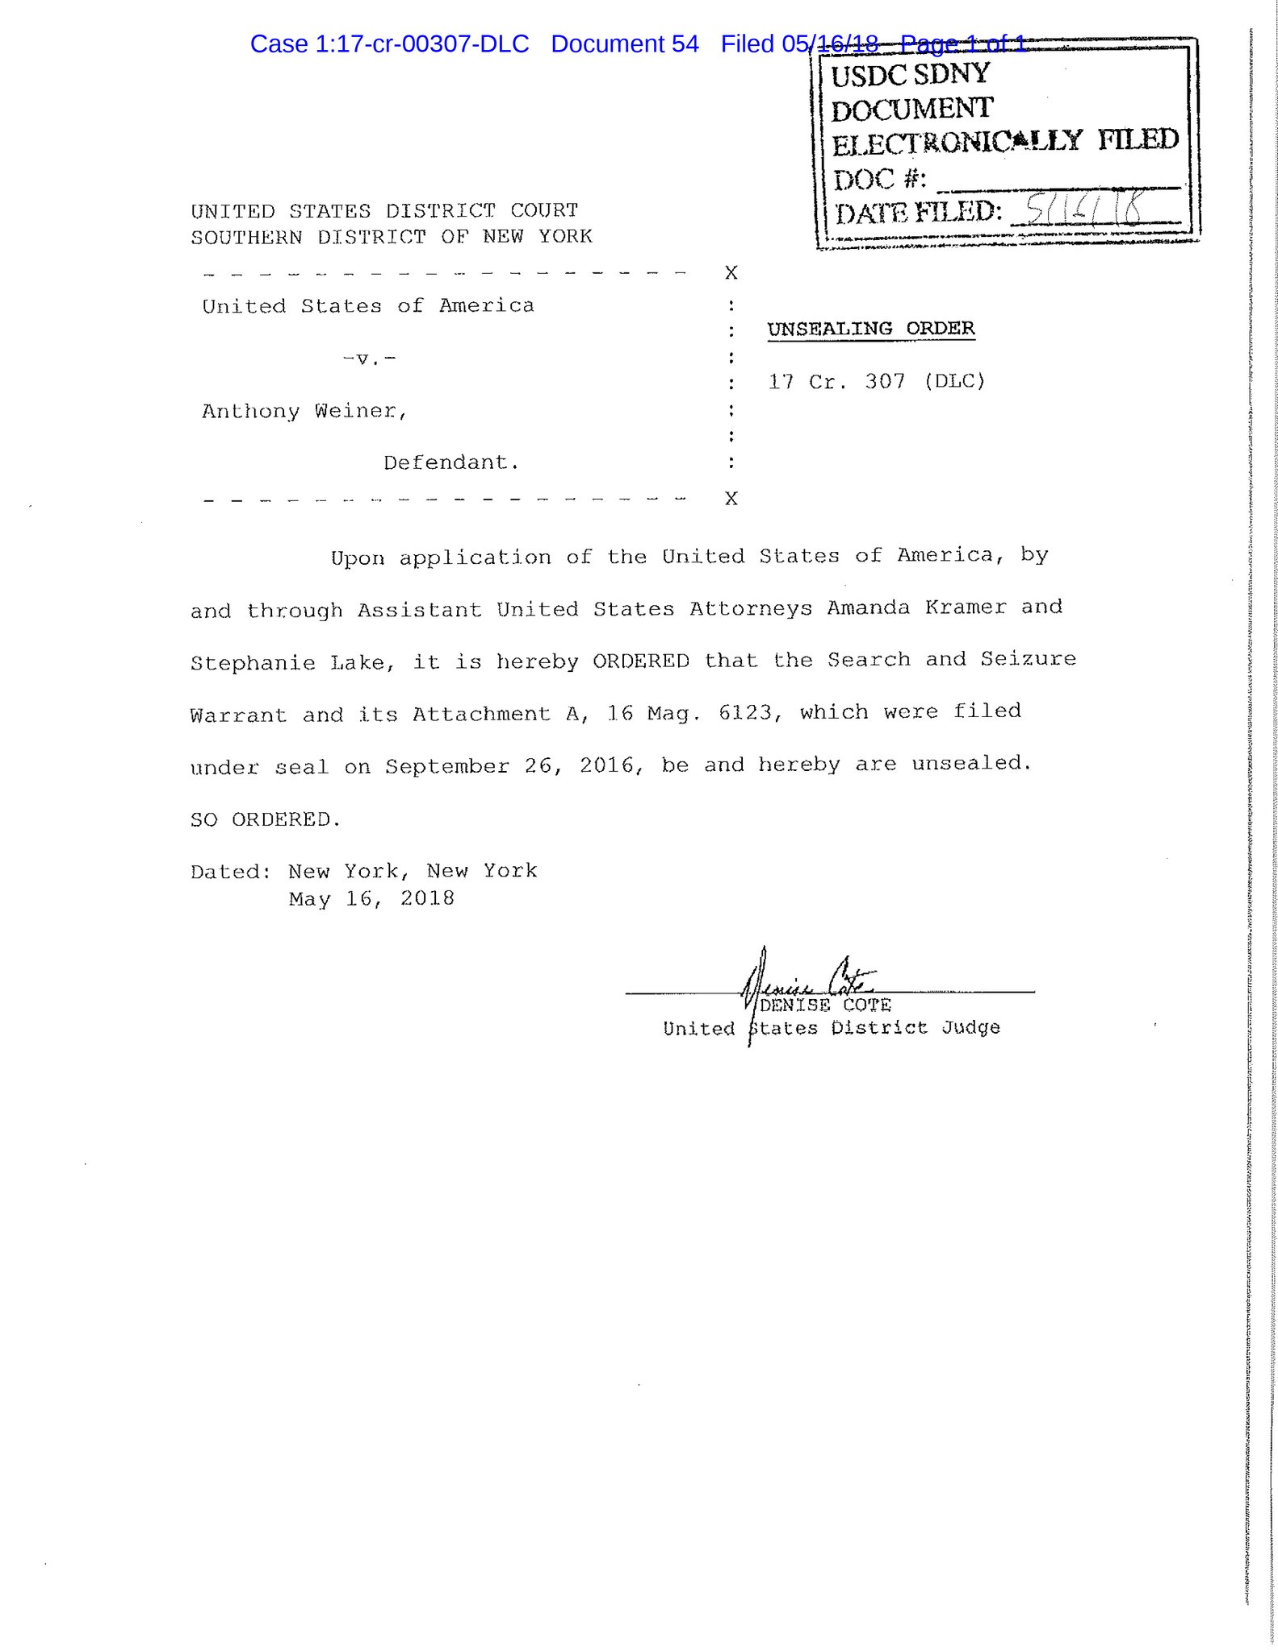 Case 1:17-cr-00307-DLC Document 54 Filed 05/16/18 Page 1 of 1
USDC SDNY
DOCUMENT
ELECTRONICALLY FILED
DOC #:
DATE FILED: 5/16/18
UNITED STATES DISTRICT COURT
SOUTHERN DISTRICT OF NEW YORK
- - - - - - - - - - - - - - - - - - X
United States of America :
: UNSEALING ORDER
-v.- :
: 17 Cr. 307 (DLC)
Anthony Weiner, :
:
Defendant. :
- - - - - - - - - - - - - - - - - - X
Upon application of the United States of America, by
and through Assistant United States Attorneys Amanda Kramer and
Stephanie Lake, it is hereby ORDERED that the Search and Seizure
Warrant and its Attachment A, 16 Mag. 6123, which were filed
under seal on September 26, 2016, be and hereby are unsealed.
SO ORDERED.
Dated: New York, New York
May 16, 2018
Denise Cote
DENISE COTE
United States District Judge